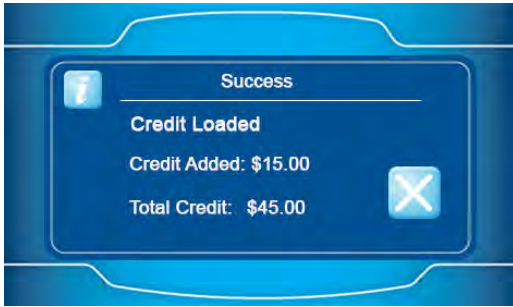 i
Success
Credit Loaded
Credit Added: $15.00
Total Credit: $45.00